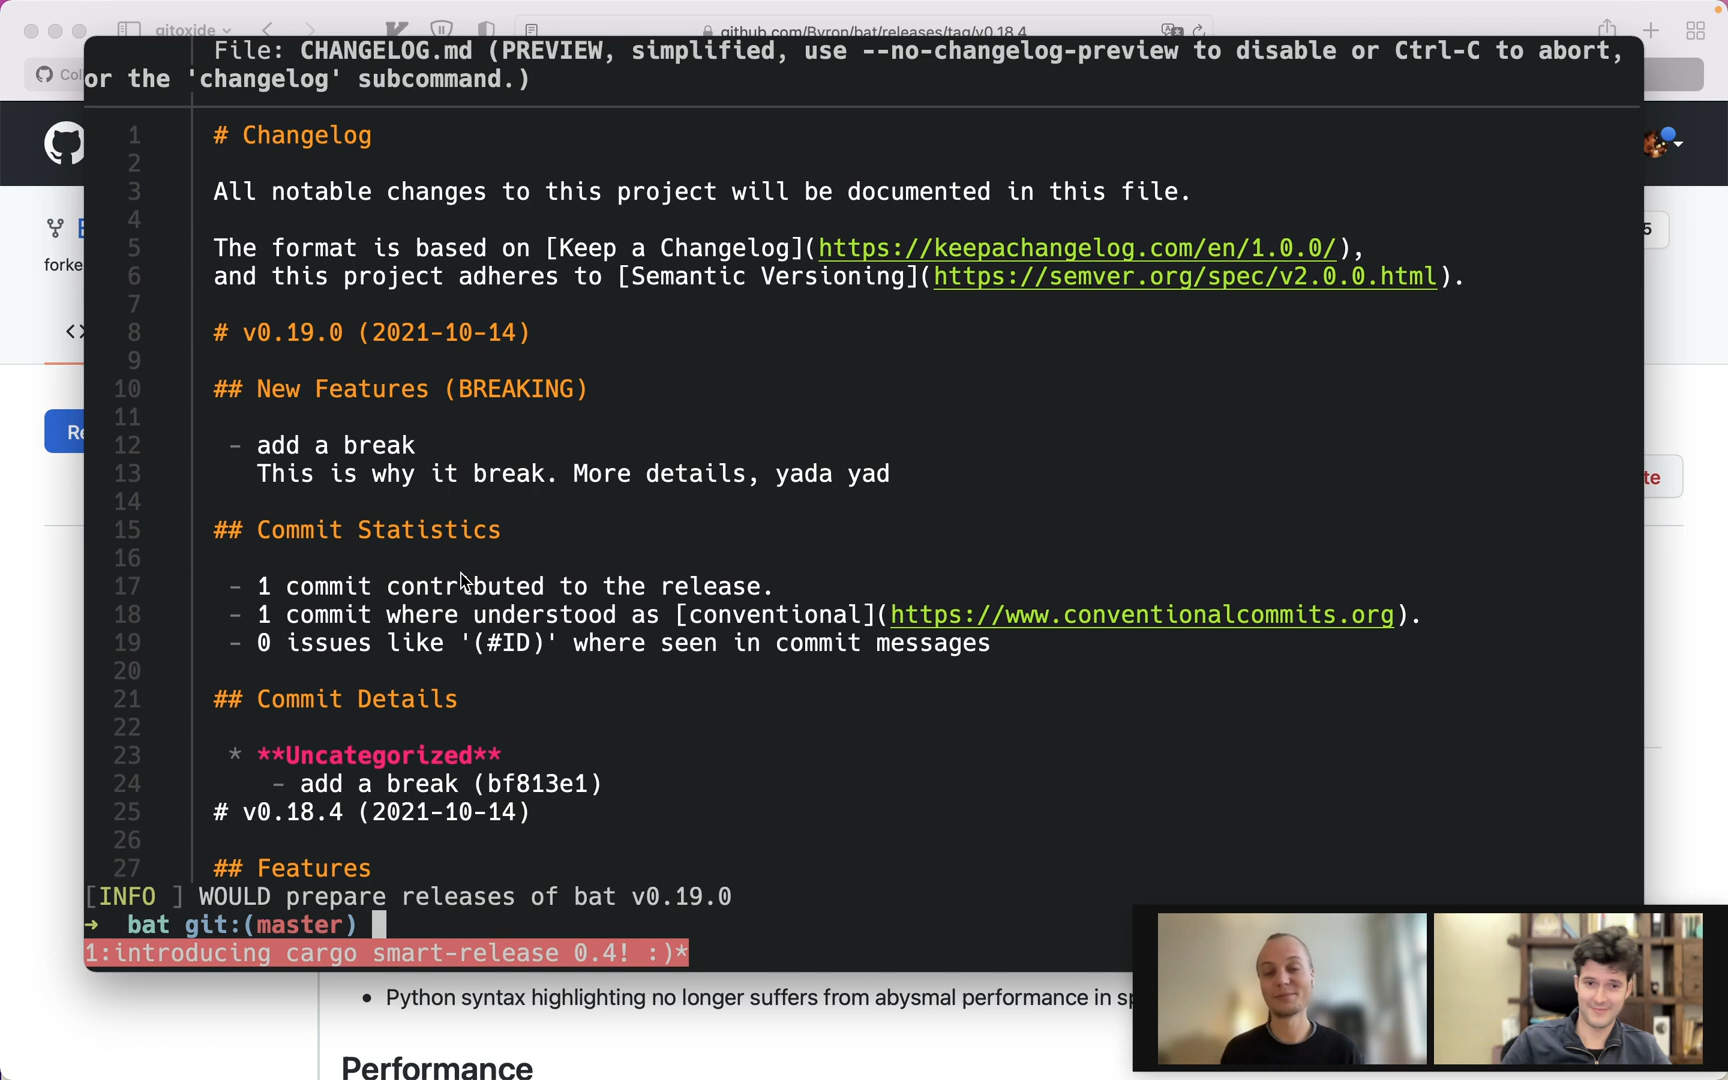 gitoxide
github.com/Byron/bat/releases/tag/v0.18.4
File: CHANGELOG.md (PREVIEW, simplified, use --no-changelog-preview to disable or Ctrl-C to abort,
or the 'changelog' subcommand.)
1 # Changelog
2
3 All notable changes to this project will be documented in this file.
4
5 The format is based on [Keep a Changelog](https://keepachangelog.com/en/1.0.0/),
6 and this project adheres to [Semantic Versioning](https://semver.org/spec/v2.0.0.html).
7
8 # v0.19.0 (2021-10-14)
9
10 ## New Features (BREAKING)
11
12 - add a break
13 This is why it break. More details, yada yad
14
15 ## Commit Statistics
16
17 - 1 commit contributed to the release.
18 - 1 commit where understood as [conventional](https://www.conventionalcommits.org).
19 - 0 issues like '(#ID)' where seen in commit messages
20
21 ## Commit Details
22
23 * **Uncategorized**
24 - add a break (bf813e1)
25 # v0.18.4 (2021-10-14)
26
27 ## Features
[INFO ] WOULD prepare releases of bat v0.19.0
→ bat git:(master)
1:introducing cargo smart-release 0.4! :)*
• Python syntax highlighting no longer suffers from abysmal performance in
Performance